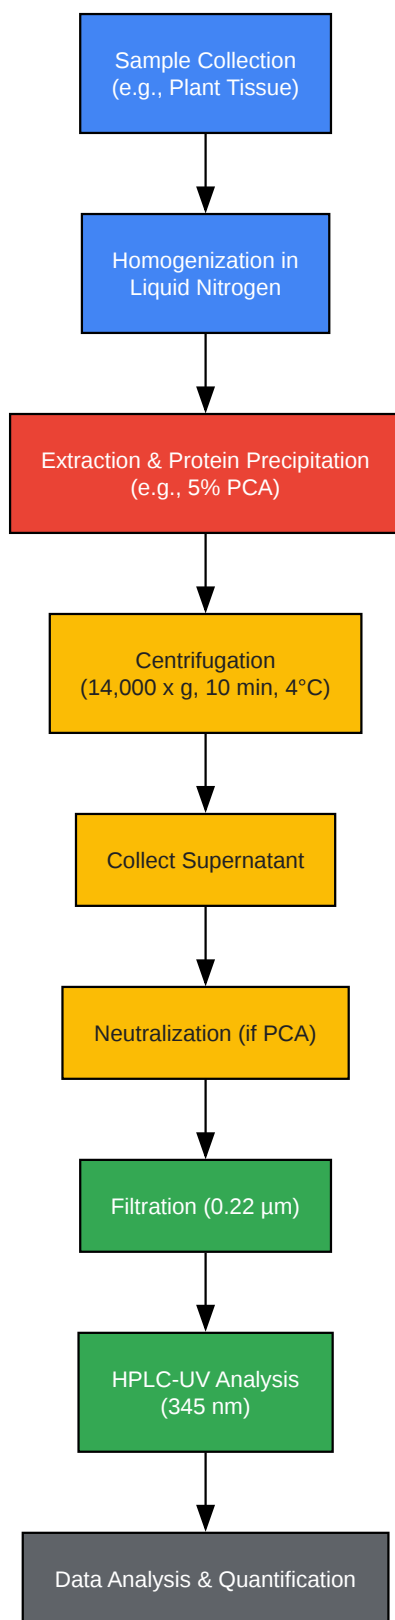 Sample Collection
(e.g., Plant Tissue)
Homogenization in
Liquid Nitrogen
Extraction & Protein Precipitation
(e.g., 5% PCA)
Centrifugation
(14,000 x g, 10 min, 4°C)
Collect Supernatant
Neutralization (if PCA)
Filtration (0.22 µm)
HPLC-UV Analysis
(345 nm)
Data Analysis & Quantification